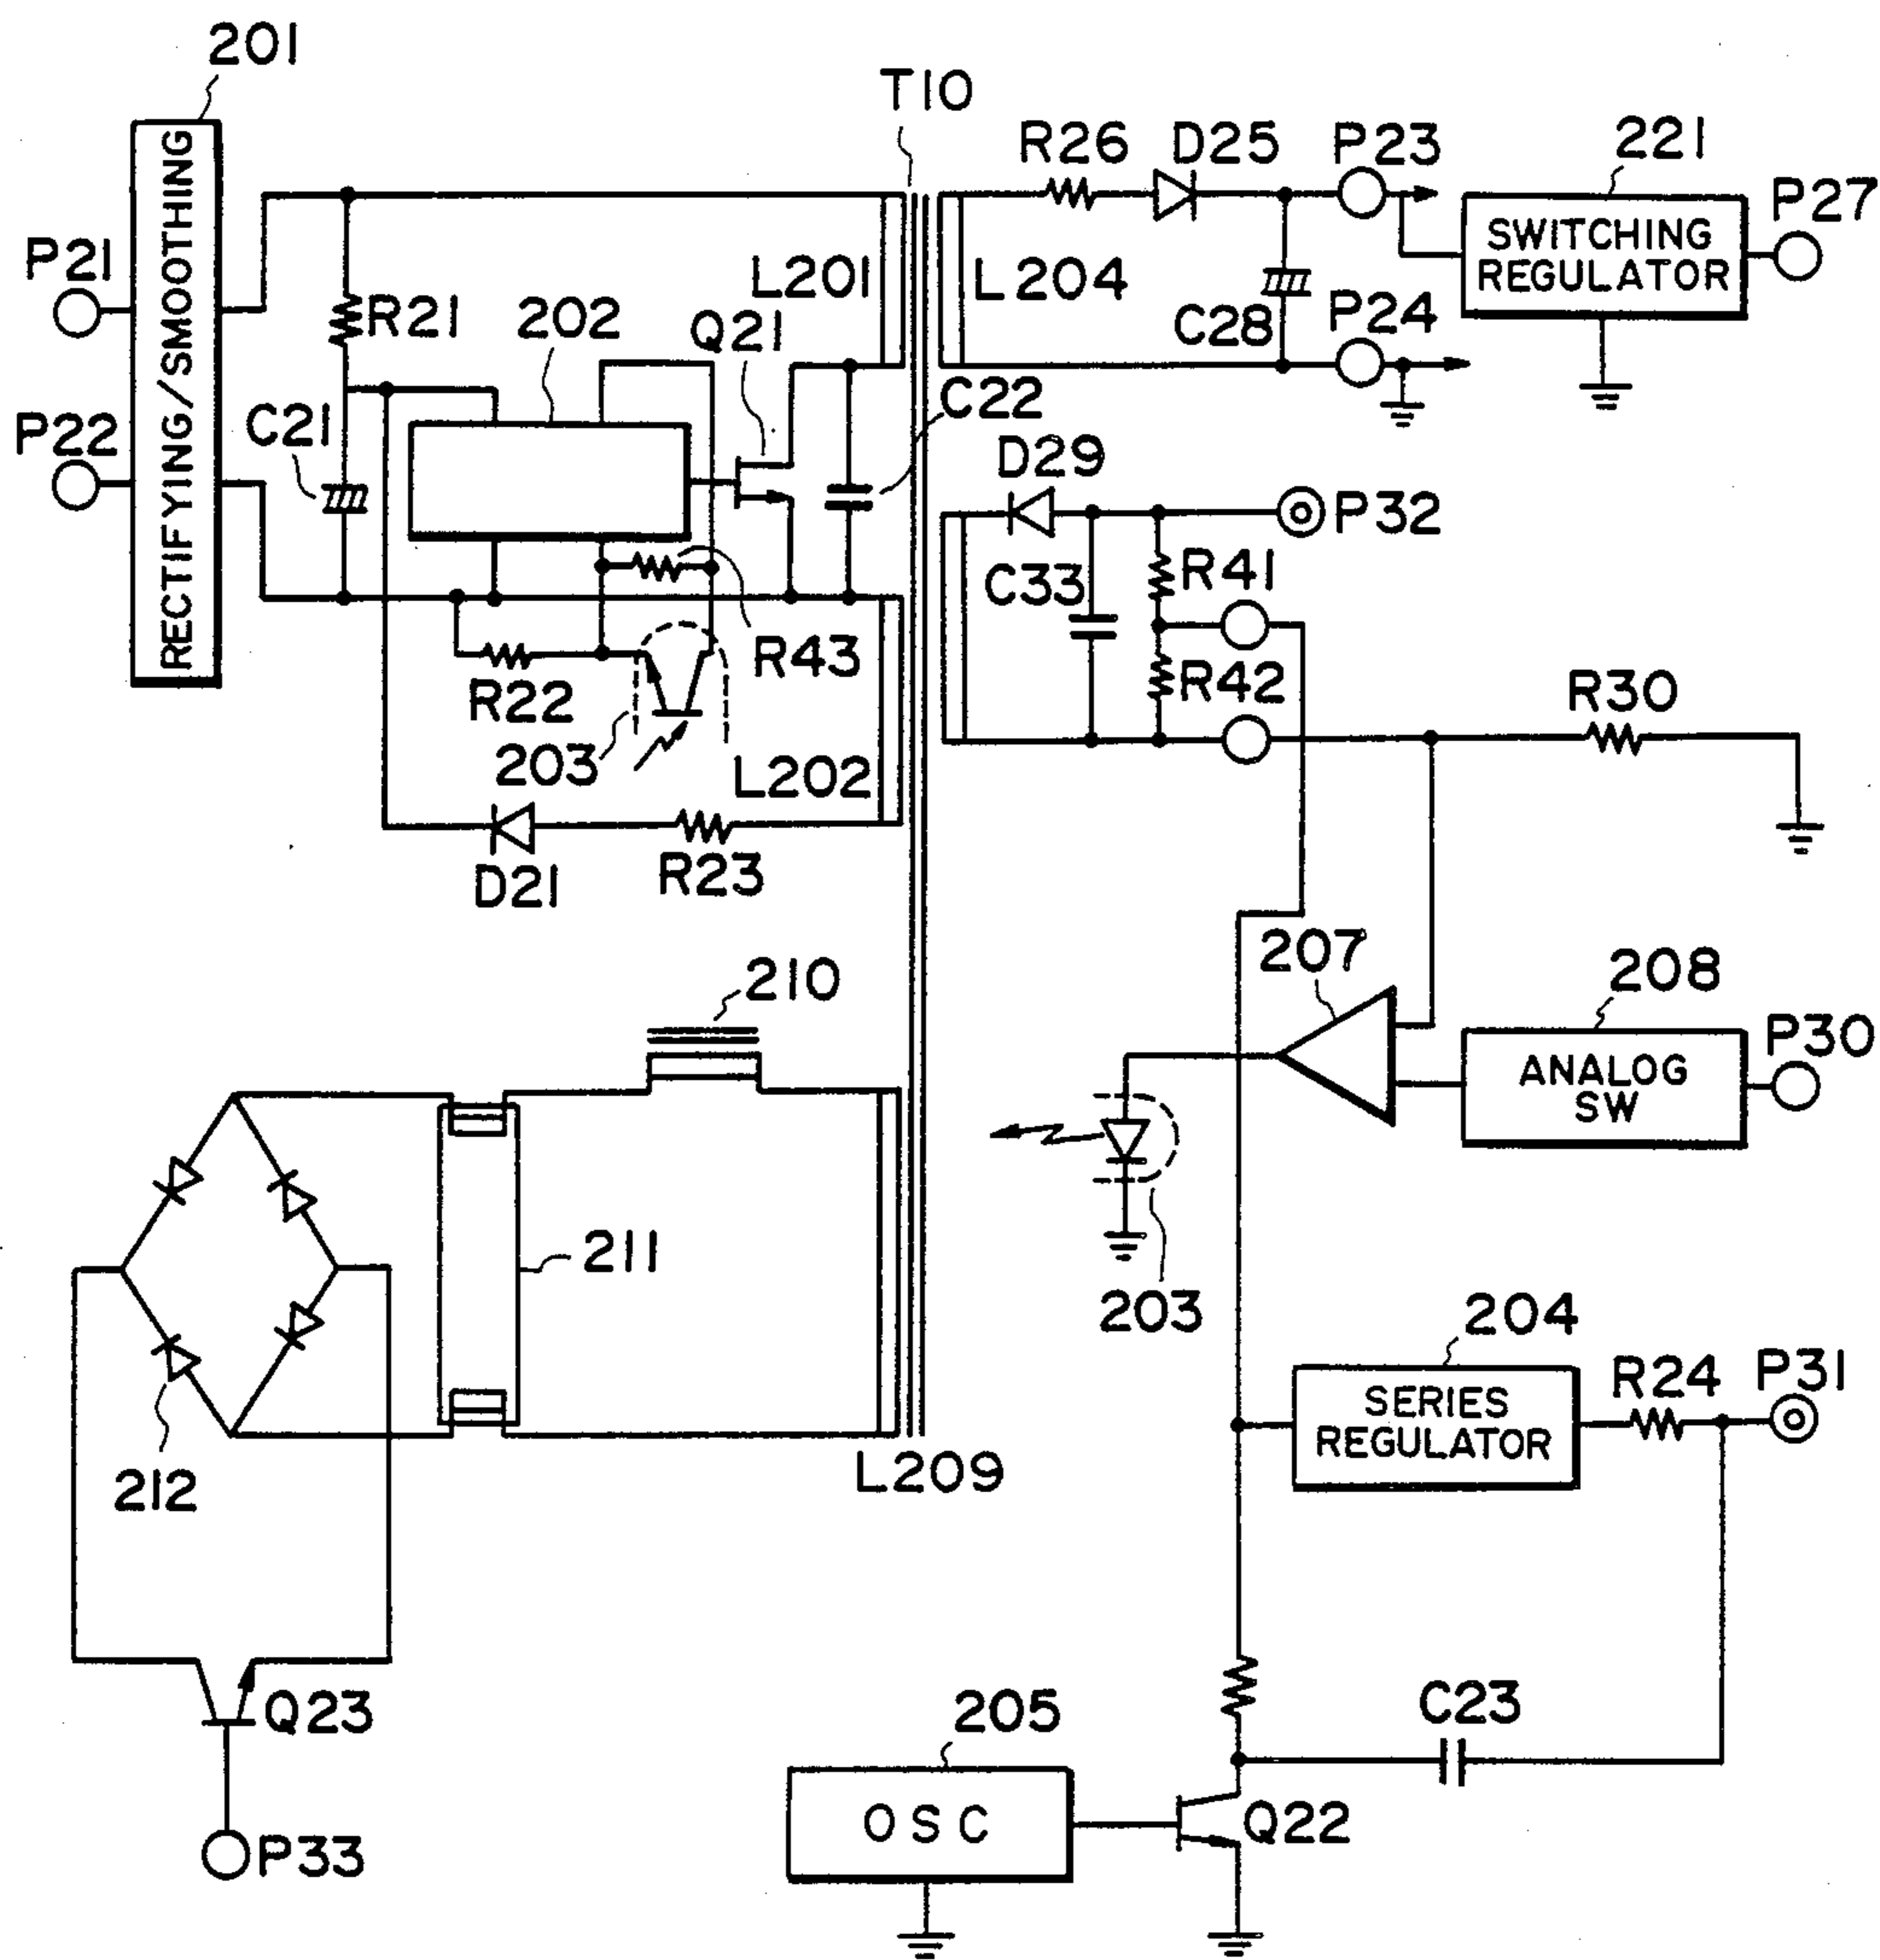 201
T10
R26
D25
P23
221
P27
RECTIFYING/SMOOTHING
SWITCHING
REGULATOR
P21
L201
L204
R21
202
Q21
C28
P24
P22
C21
C22
D29
P32
R41
C33
R43
R42
R22
R30
203
L202
D21
R23
207
208
210
P30
ANALOG
SW
211
203
204
R24
P31
SERIES
REGULATOR
212
L209
Q23
205
C23
OSC
Q22
P33